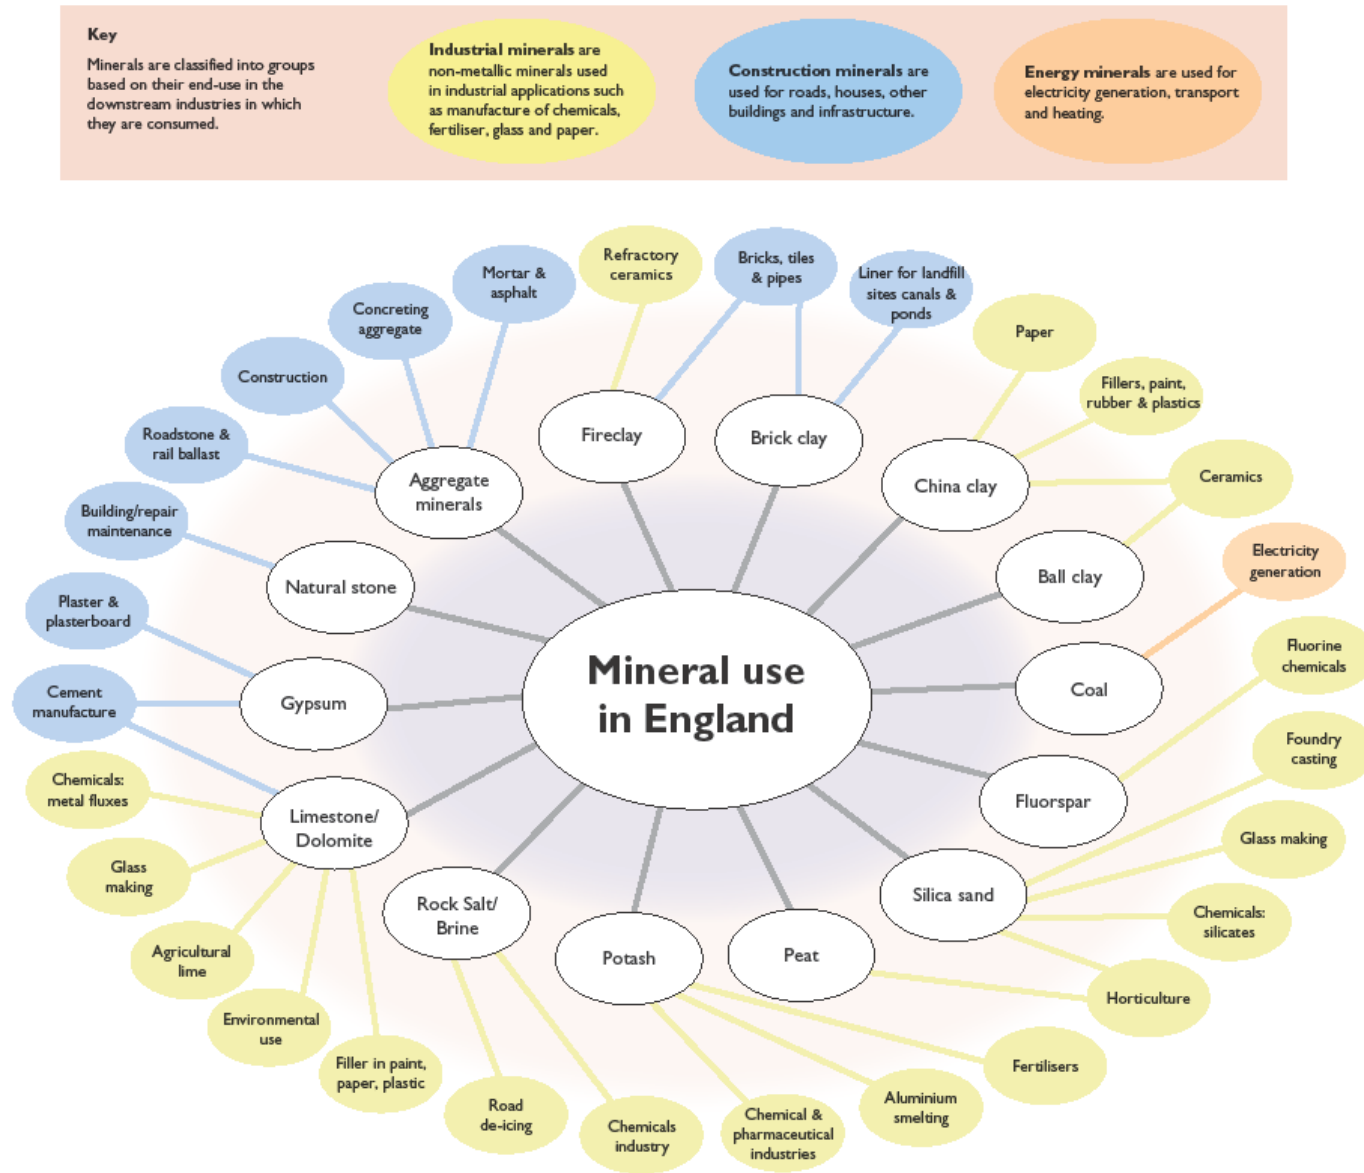 Key
Minerals are classified into groups
based on their end-use in the
downstream industries in which
they are consumed.
Industrial minerals are
non-metallic minerals used
in industrial applications such
as manufacture of chemicals,
fertiliser, glass and paper.
Construction minerals are
used for roads, houses, other
buildings and infrastructure.
Energy minerals are used for
electricity generation, transport
and heating.
Mortar &
asphalt
Refractory
ceramics
Bricks, tiles
& pipes
Liner for landfill
sites canals &
ponds
Concreting
aggregate
Paper
Construction
Fillers, paint,
rubber & plastics
Roadstone &
rail ballast
Fireclay
Brick clay
Aggregate
minerals
China clay
Ceramics
Building/repair
maintenance
Natural stone
Ball clay
Electricity
generation
Plaster &
plasterboard
Mineral use
in England
Fluorine
chemicals
Cement
manufacture
Gypsum
Coal
Foundry
casting
Chemicals:
metal fluxes
Limestone/
Dolomite
Fluorspar
Glass making
Glass
making
Rock Salt/
Brine
Silica sand
Chemicals:
silicates
Agricultural
lime
Potash
Peat
Horticulture
Environmental
use
Filler in paint,
paper, plastic
Fertilisers
Road
de-icing
Chemicals
industry
Chemical &
pharmaceutical
industries
Aluminium
smelting